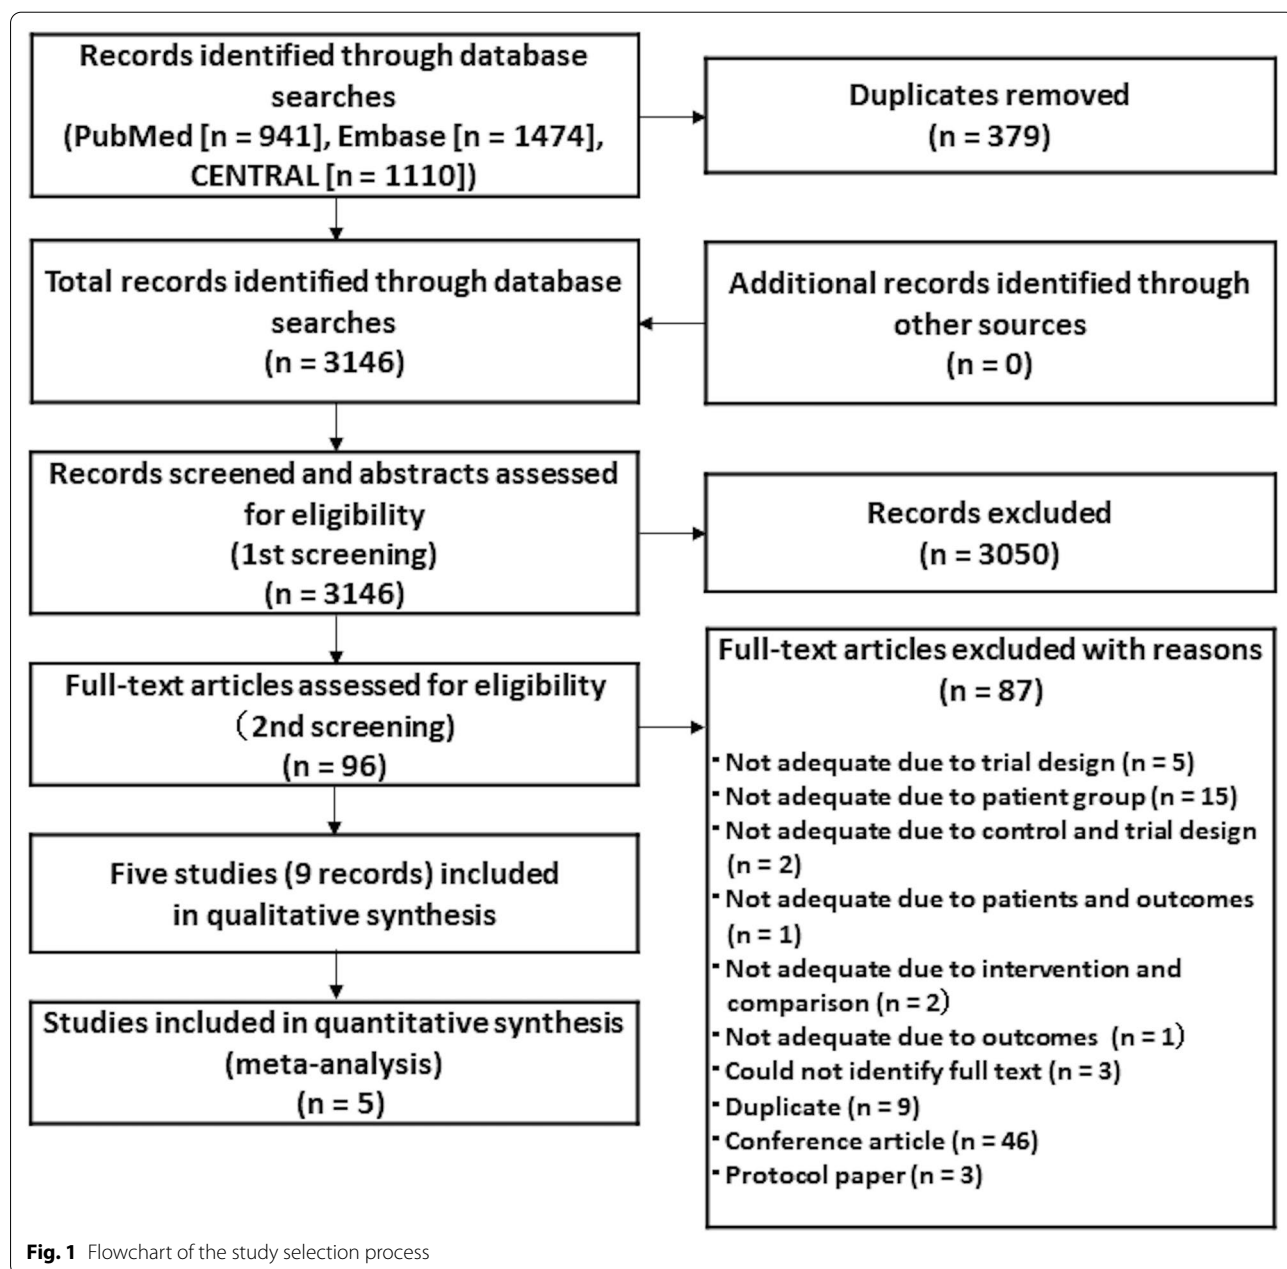 Records identified through database
searches
(PubMed [n = 941], Embase [n = 1474],
CENTRAL [n = 1110])
Duplicates removed
(n = 379)
Total records identified through database
searches
(n = 3146)
Additional records identified through
other sources
(n = 0)
Records screened and abstracts assessed
for eligibility
(1st screening)
(n = 3146)
Records excluded
(n = 3050)
Full-text articles assessed for eligibility
（2nd screening)
(n = 96)
Full-text articles excluded with reasons
(n = 87)
▪ Not adequate due to trial design (n = 5)
▪ Not adequate due to patient group (n = 15)
▪ Not adequate due to control and trial design
(n = 2)
▪ Not adequate due to patients and outcomes
(n = 1)
▪ Not adequate due to intervention and
comparison (n = 2）
▪ Not adequate due to outcomes (n = 1）
▪ Could not identify full text (n = 3)
▪ Duplicate (n = 9)
▪ Conference article (n = 46)
▪ Protocol paper (n = 3)
Five studies (9 records) included
in qualitative synthesis
Studies included in quantitative synthesis
(meta-analysis)
(n = 5)
Fig. 1 Flowchart of the study selection process